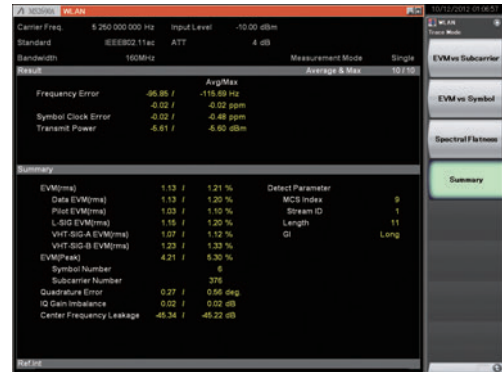 MX269xxxA WLAN
10/12/2012 01:06:57
Carrier Freq. 5 250 000 000 Hz Input Level -10.00 dBm
Standard IEEE802.11ac ATT 4 dB
Bandwidth 160MHz Measurement Mode Single
Result Average & Max 10 / 10
Avg/Max
Frequency Error -95.85 / -115.69 Hz
-0.02 / -0.02 ppm
Symbol Clock Error -0.02 / -0.48 ppm
Transmit Power -5.61 / -5.60 dBm
Summary
EVM(rms) 1.13 / 1.21 % Detect Parameter
Data EVM(rms) 1.13 / 1.20 % MCS Index 9
Pilot EVM(rms) 1.03 / 1.10 % Stream ID 1
L-SIG EVM(rms) 1.15 / 1.20 % Length 11
VHT-SIG-A EVM(rms) 1.07 / 1.12 % GI Long
VHT-SIG-B EVM(rms) 1.23 / 1.33 %
EVM(Peak) 4.21 / 5.30 %
Symbol Number 6
Subcarrier Number 376
Quadrature Error 0.27 / 0.56 deg.
IQ Gain Imbalance 0.02 / 0.02 dB
Center Frequency Leakage -45.34 / -45.22 dB
Ref.Int
WLAN
Trace Mode
EVM vs Subcarrier
EVM vs Symbol
Spectral Flatness
Summary